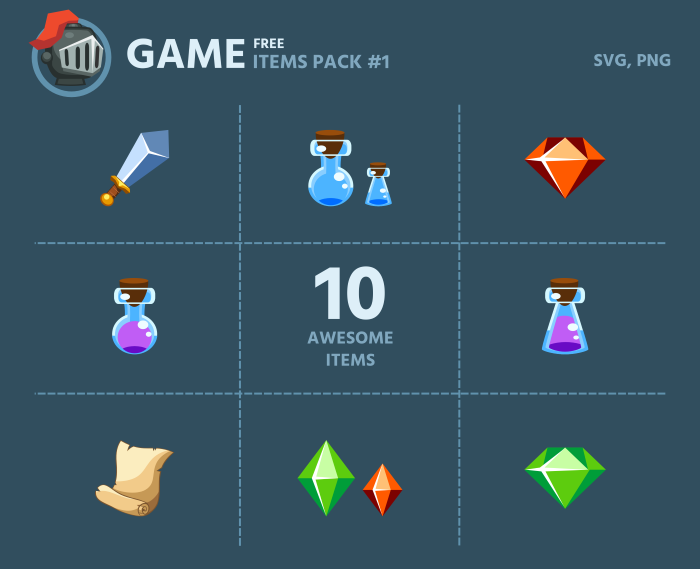 GAME FREE
ITEMS PACK #1
SVG, PNG
10
AWESOME
ITEMS